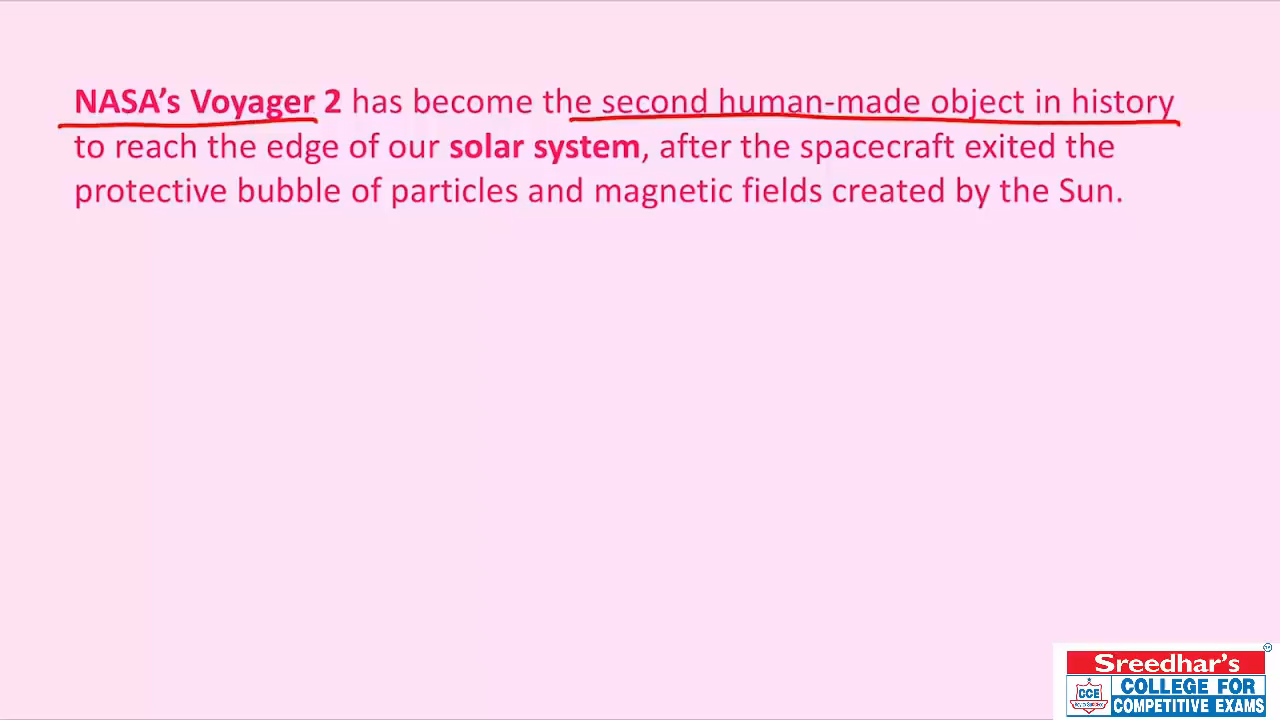 NASA’s Voyager 2 has become the second human-made object in history
to reach the edge of our solar system, after the spacecraft exited the
protective bubble of particles and magnetic fields created by the Sun.
Sreedhar's
CCE
COLLEGE FOR
COMPETITIVE EXAMS